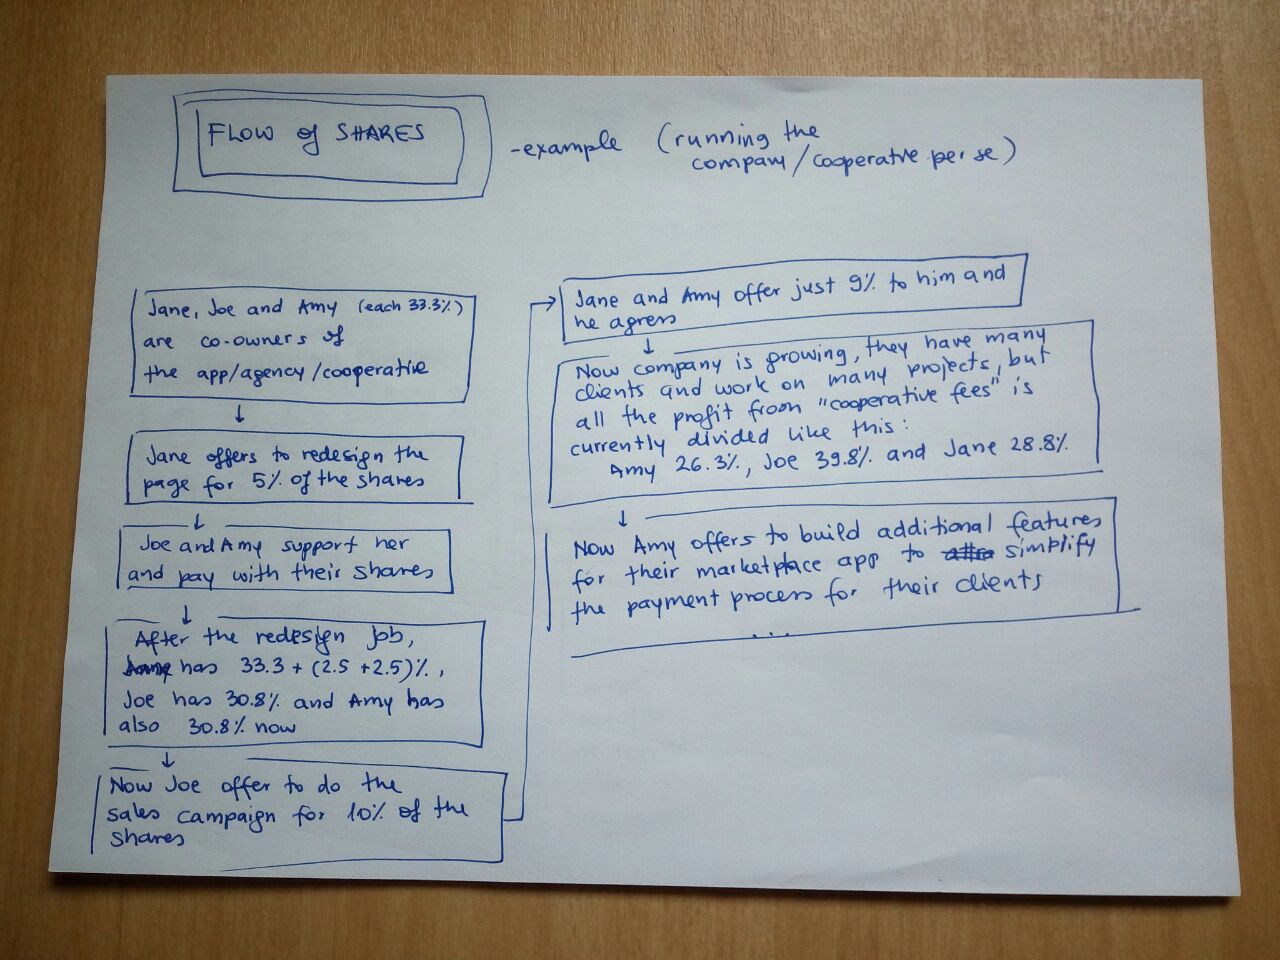 FLOW of SHARES
-example (running the
company/cooperative per se)
Jane, Joe and Amy (each 33.3%)
are co-owners of
the app/agency/cooperative
↓
Jane offers to redesign the
page for 5% of the shares
↓
Joe and Amy support her
and pay with their shares
↓
After the redesign job,
has 33.3 + (2.5 + 2.5)%,
Joe has 30.8% and Amy has
also 30.8% now
↓
Now Joe offer to do the
sales campaign for 10% of the
shares
Jane and Amy offer just 9% to him and
he agrees
↓
Now company is growing, they have many
clients and work on many projects, but
all the profit from "cooperative fees" is
currently divided like this:
Amy 26.3%, Joe 39.8% and Jane 28.8%
↓
Now Amy offers to build additional features
for their marketplace app to simplify
the payment process for their clients
...